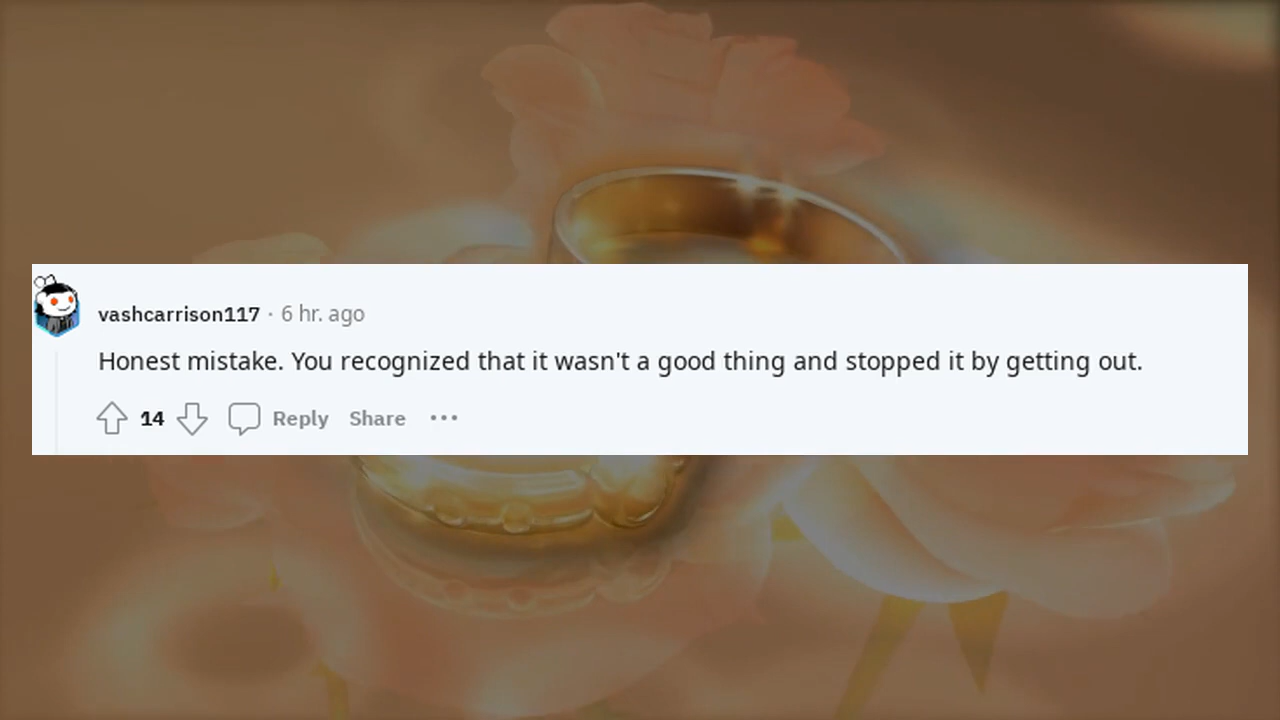 vashcarrison117 · 6 hr. ago
Honest mistake. You recognized that it wasn't a good thing and stopped it by getting out.
14 Reply Share ···